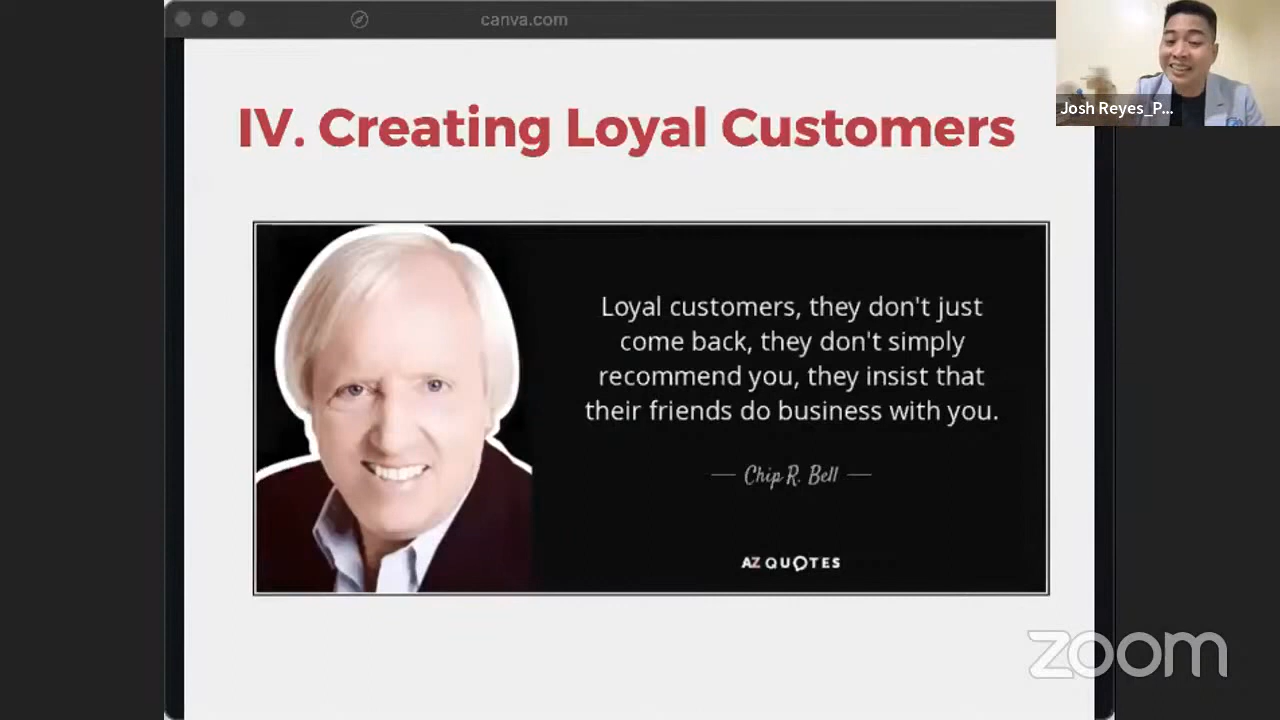 canva.com
Josh Reyes_P...
IV. Creating Loyal Customers
Loyal customers, they don't just
come back, they don't simply
recommend you, they insist that
their friends do business with you.
Chip R. Bell
AZ QUOTES
zoom